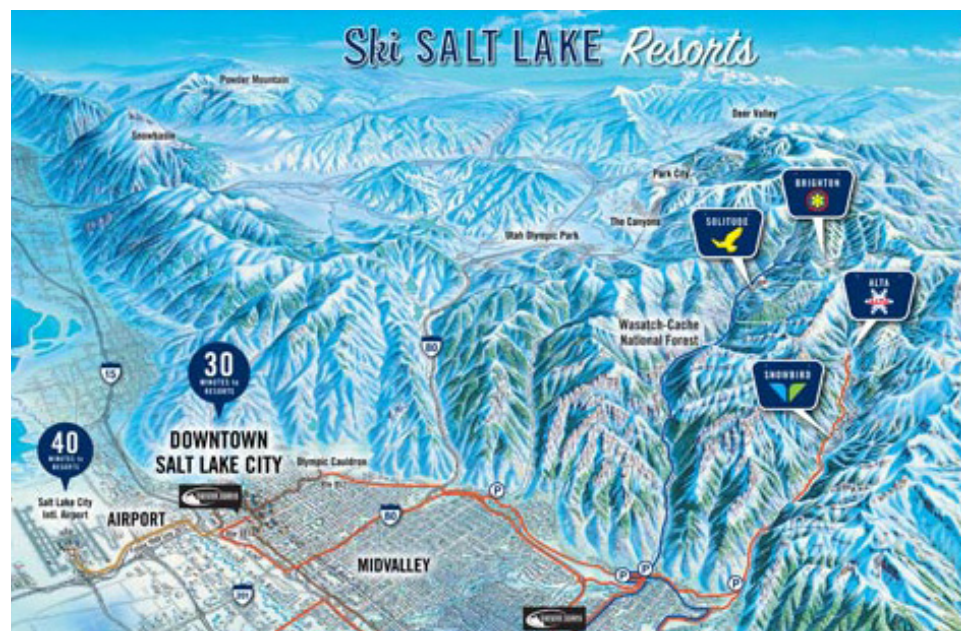 Ski SALT LAKE Resorts
Powder Mountain
Snowbasin
Deer Valley
Park City
BRIGHTON
The Canyons
SOLITUDE
Utah Olympic Park
ALTA
Wasatch-Cache
National Forest
80
15
30
MINUTES to
RESORTS
SNOWBIRD
40
MINUTES to
RESORTS
DOWNTOWN
SALT LAKE CITY
Olympic Cauldron
Salt Lake City
Intl. Airport
AIRPORT
P
80
MIDVALLEY
P
P
P
201